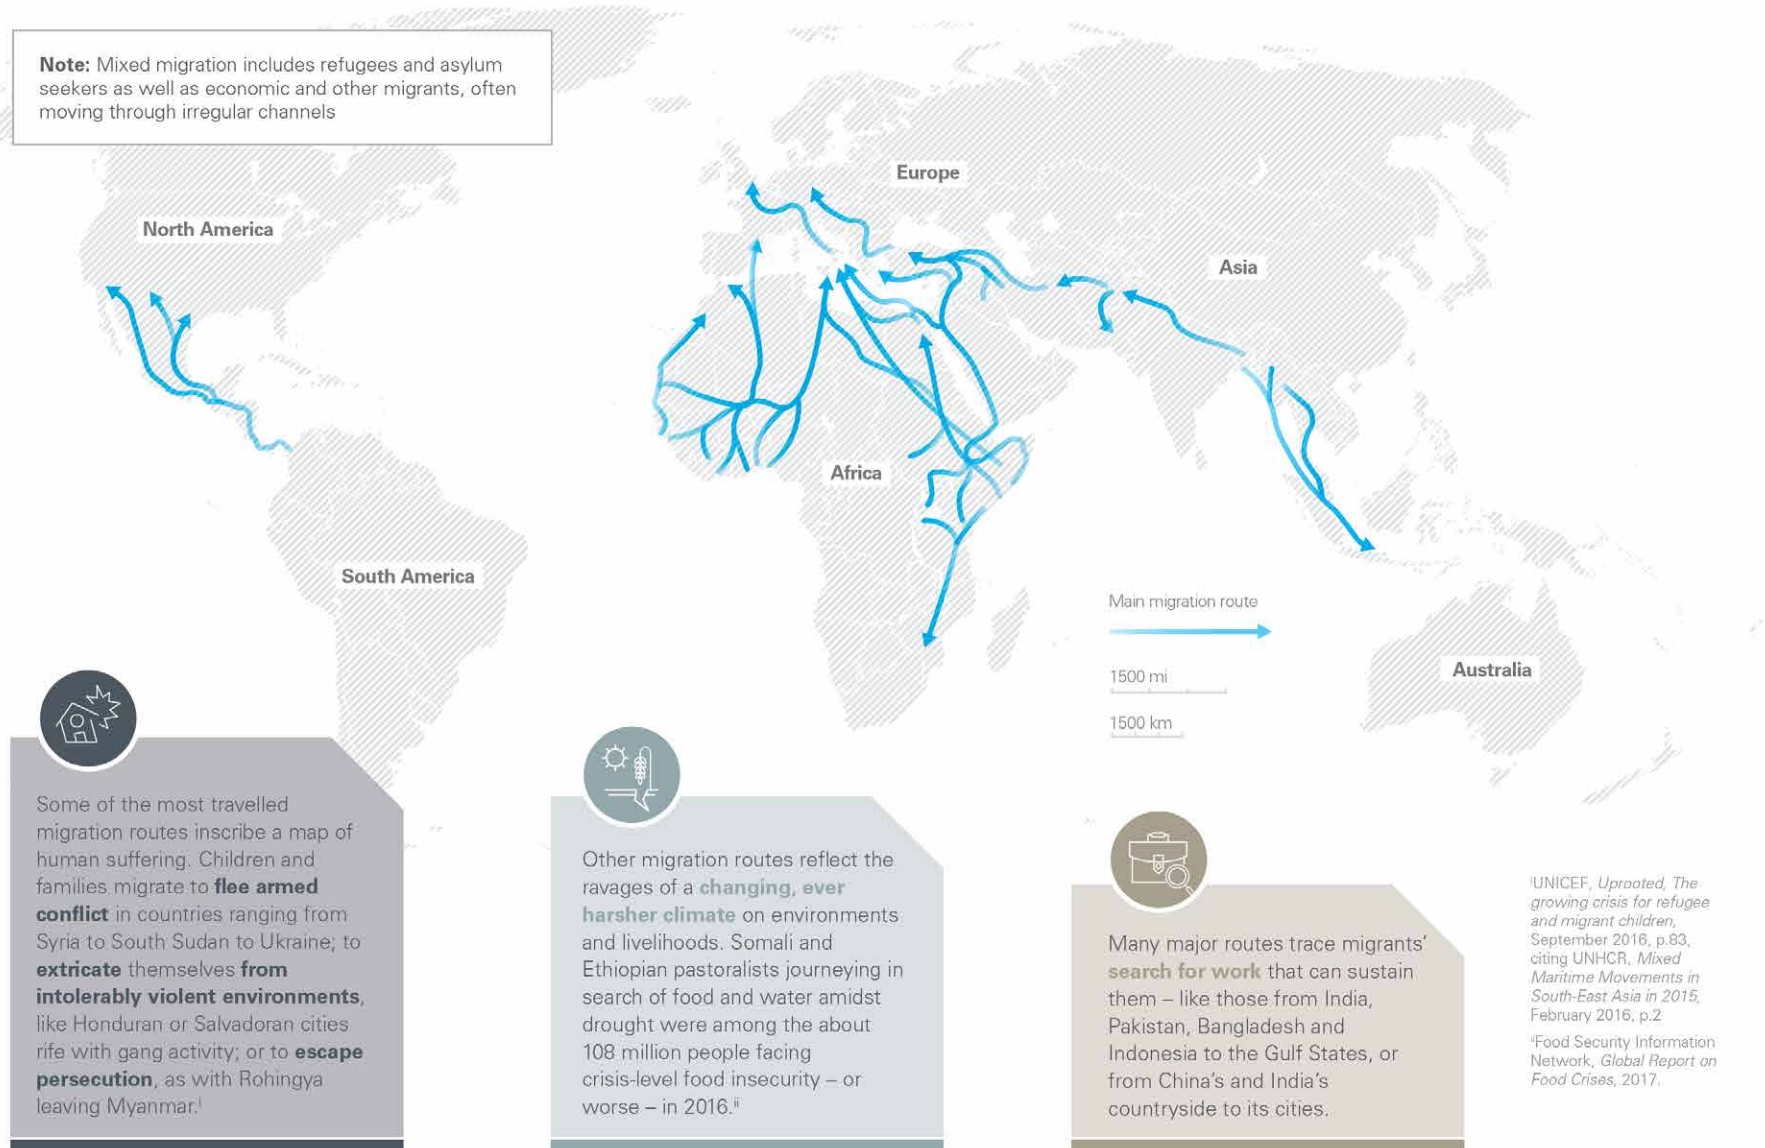 Note: Mixed migration includes refugees and asylum
seekers as well as economic and other migrants, often
moving through irregular channels
Europe
North America
Asia
Africa
South America
Main migration route
1500 mi
1500 km
Australia
Some of the most travelled
migration routes inscribe a map of
human suffering. Children and
families migrate to flee armed
conflict in countries ranging from
Syria to South Sudan to Ukraine; to
extricate themselves from
intolerably violent environments,
like Honduran or Salvadoran cities
rife with gang activity; or to escape
persecution, as with Rohingya
leaving Myanmar.ⁱ
Other migration routes reflect the
ravages of a changing, ever
harsher climate on environments
and livelihoods. Somali and
Ethiopian pastoralists journeying in
search of food and water amidst
drought were among the about
108 million people facing
crisis-level food insecurity – or
worse – in 2016.ⁱⁱ
Many major routes trace migrants’
search for work that can sustain
them – like those from India,
Pakistan, Bangladesh and
Indonesia to the Gulf States, or
from China’s and India’s
countryside to its cities.
ⁱUNICEF, Uprooted, The
growing crisis for refugee
and migrant children,
September 2016, p.83,
citing UNHCR, Mixed
Maritime Movements in
South-East Asia in 2015,
February 2016, p.2
ⁱⁱFood Security Information
Network, Global Report on
Food Crises, 2017.